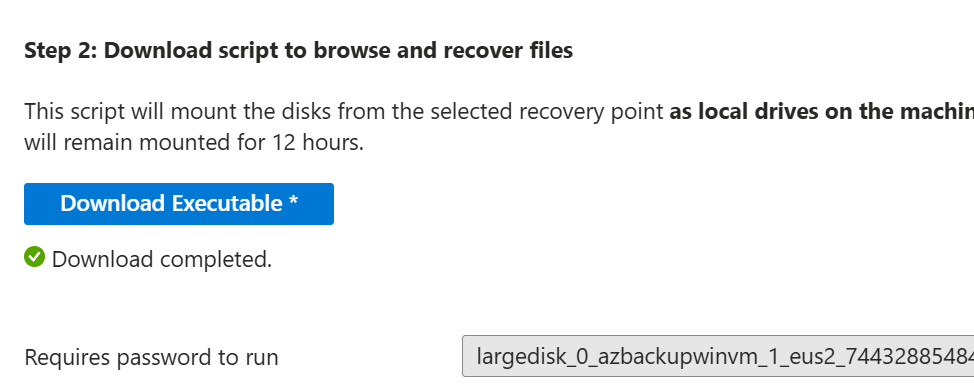 Step 2: Download script to browse and recover files
This script will mount the disks from the selected recovery point as local drives on the
will remain mounted for 12 hours.
Download Executable *
Download completed.
Requires password to run
largedisk_0_azbackupwinvm_1_eus2_74432885484